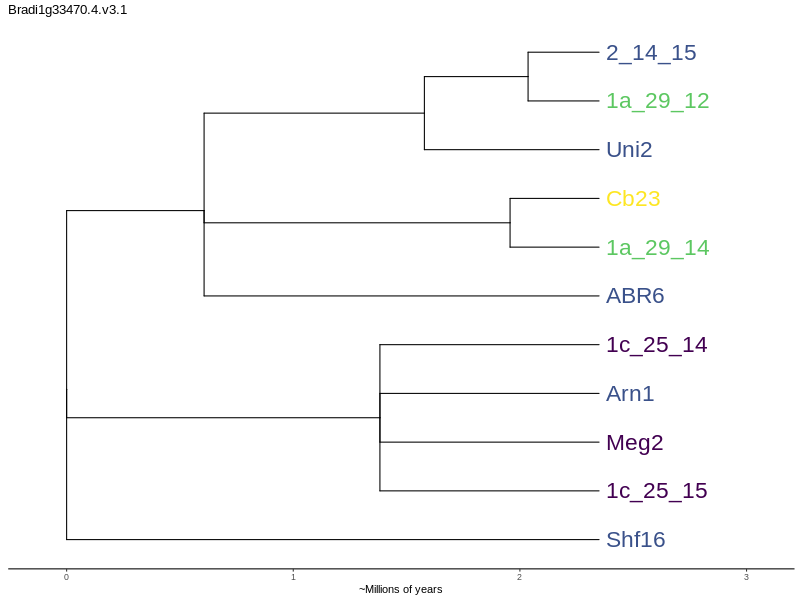 Bradi1g33470.4.v3.1
2_14_15
1a_29_12
Uni2
Cb23
1a_29_14
ABR6
1c_25_14
Arn1
Meg2
1c_25_15
Shf16
0 1 2 3
~Millions of years